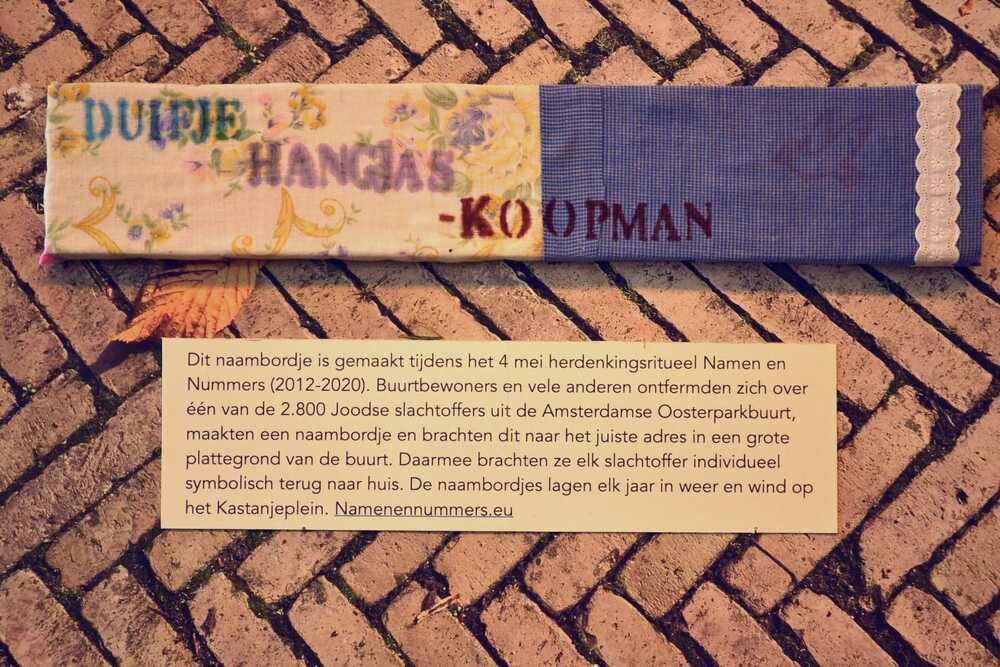 DUIFJE
HANGJAS
-KOOPMAN
Dit naambordje is gemaakt tijdens het 4 mei herdenkingsritueel Namen en
Nummers (2012-2020). Buurtbewoners en vele anderen ontfermden zich over
één van de 2.800 Joodse slachtoffers uit de Amsterdamse Oosterparkbuurt,
maakten een naambordje en brachten dit naar het juiste adres in een grote
plattegrond van de buurt. Daarmee brachten ze elk slachtoffer individueel
symbolisch terug naar huis. De naambordjes lagen elk jaar in weer en wind op
het Kastanjeplein. Namenennummers.eu